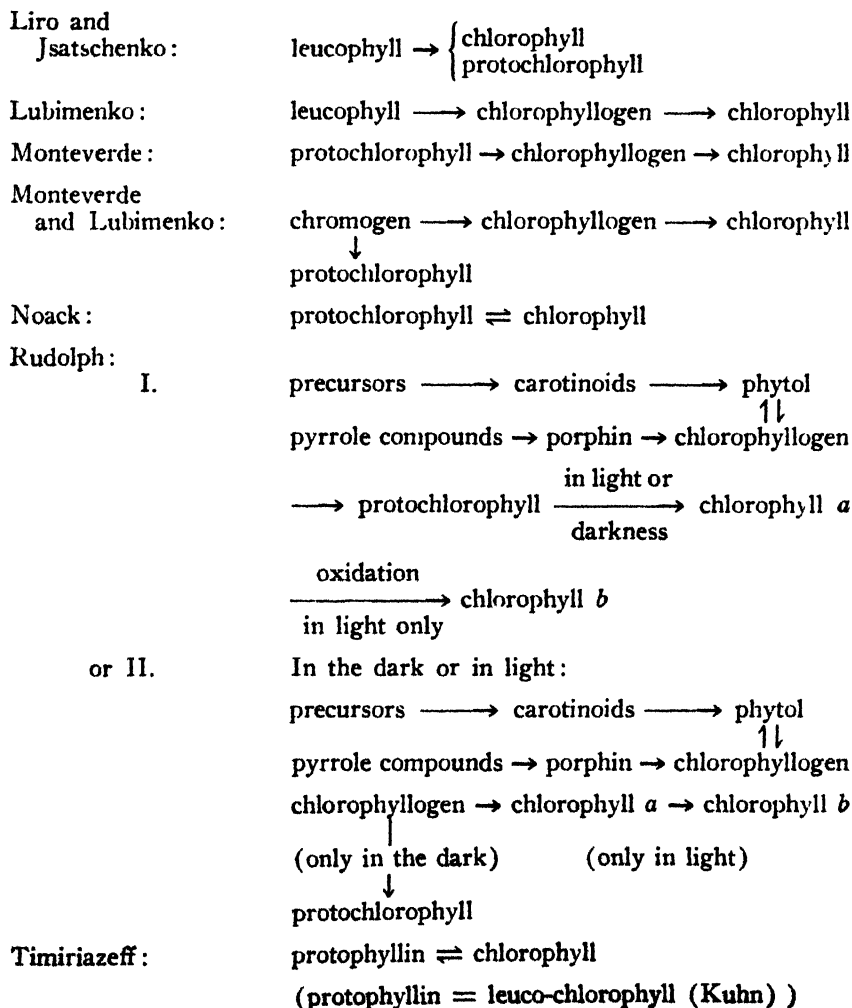 Liro and
Jsatschenko: leucophyll → { chlorophyll
protochlorophyll
Lubimenko: leucophyll ⟶ chlorophyllogen ⟶ chlorophyll
Monteverde: protochlorophyll → chlorophyllogen → chlorophyll
Monteverde
and Lubimenko: chromogen ⟶ chlorophyllogen ⟶ chlorophyll
↓
protochlorophyll
Noack: protochlorophyll ⇌ chlorophyll
Rudolph:
I. precursors ⟶ carotinoids ⟶ phytol
⥮
pyrrole compounds → porphin → chlorophyllogen
in light or
⟶ protochlorophyll ⟶ chlorophyll a
darkness
oxidation
⟶ chlorophyll b
in light only
or II. In the dark or in light:
precursors ⟶ carotinoids ⟶ phytol
⥮
pyrrole compounds → porphin → chlorophyllogen
chlorophyllogen → chlorophyll a → chlorophyll b
(only in the dark) (only in light)
↓
protochlorophyll
Timiriazeff: protophyllin ⇌ chlorophyll
(protophyllin = leuco-chlorophyll (Kuhn) )